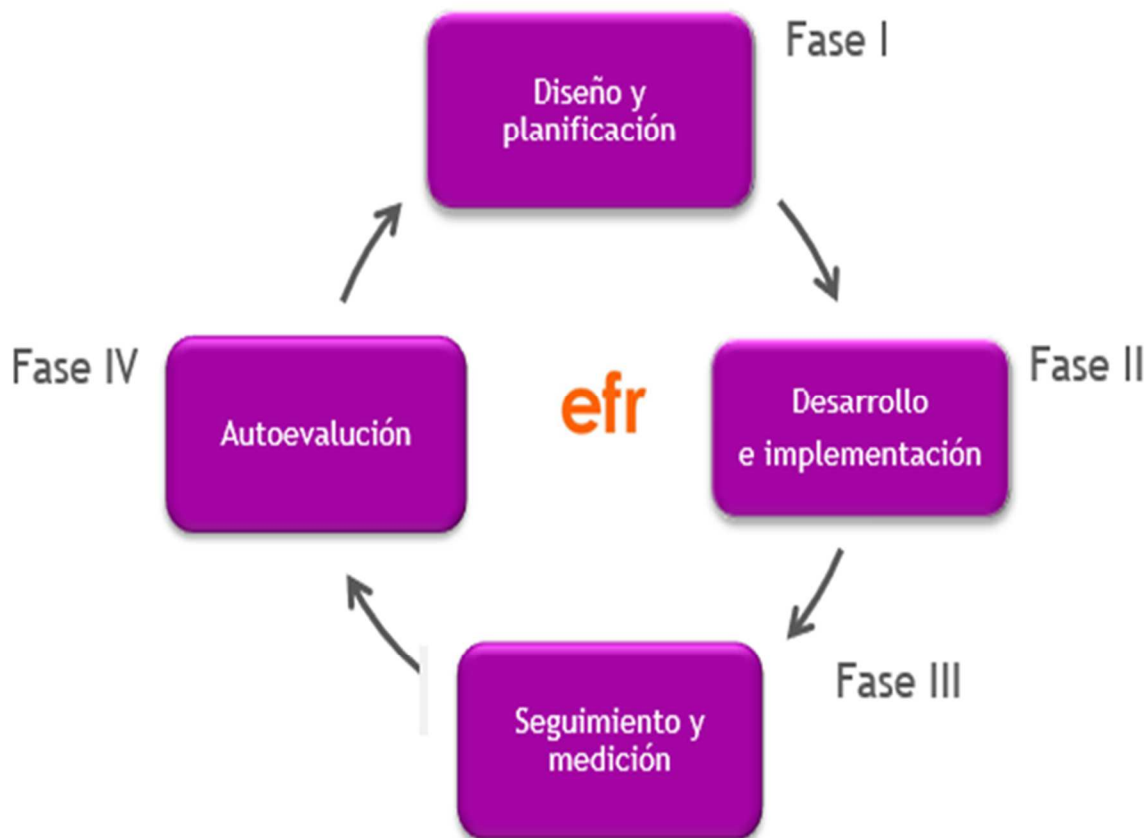 Fase I
Diseño y
planificación
Fase II
Desarrollo
e implementación
Fase III
Seguimiento y
medición
Fase IV
Autoevalución
efr